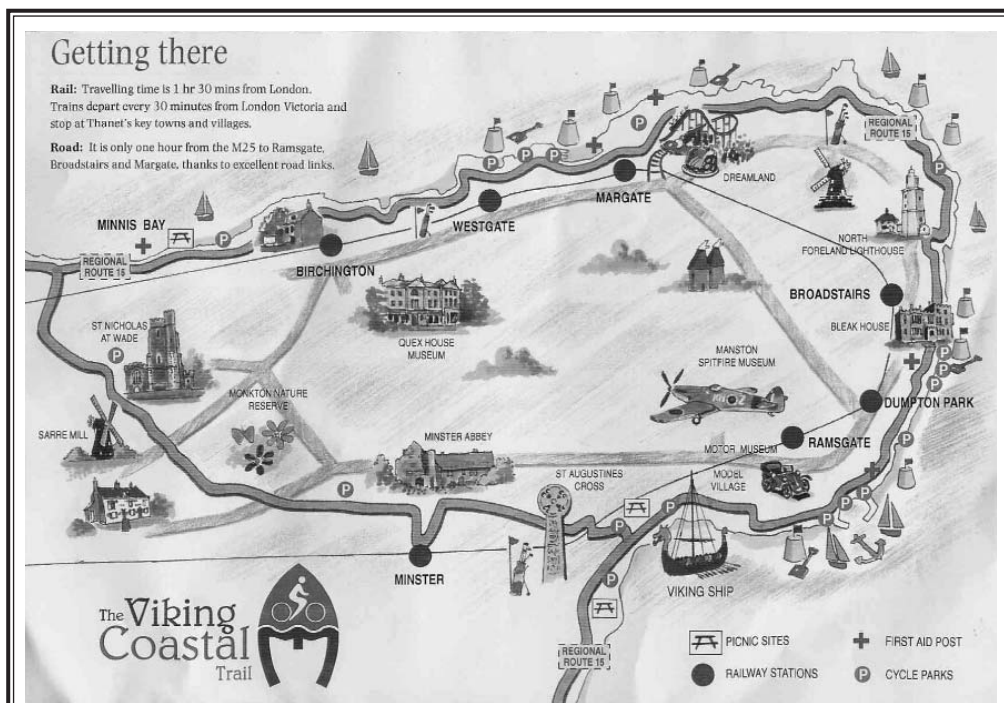 Getting there
Rail: Travelling time is 1 hr 30 mins from London.
Trains depart every 30 minutes from London Victoria and
stop at Thanet's key towns and villages.
Road: It is only one hour from the M25 to Ramsgate,
Broadstairs and Margate, thanks to excellent road links.
REGIONAL
ROUTE 15
DREAMLAND
MARGATE
WESTGATE
MINNIS BAY
NORTH
FORELAND LIGHTHOUSE
REGIONAL
ROUTE 15
BIRCHINGTON
BROADSTAIRS
BLEAK HOUSE
ST NICHOLAS
AT WADE
QUEX HOUSE
MUSEUM
MANSTON
SPITFIRE MUSEUM
MONKTON NATURE
RESERVE
DUMPTON PARK
SARRE MILL
RAMSGATE
MINSTER ABBEY
MOTOR MUSEUM
ST AUGUSTINES
CROSS
MODEL
VILLAGE
MINSTER
VIKING SHIP
The Viking
Coastal
Trail
REGIONAL
ROUTE 15
PICNIC SITES
FIRST AID POST
RAILWAY STATIONS
P CYCLE PARKS